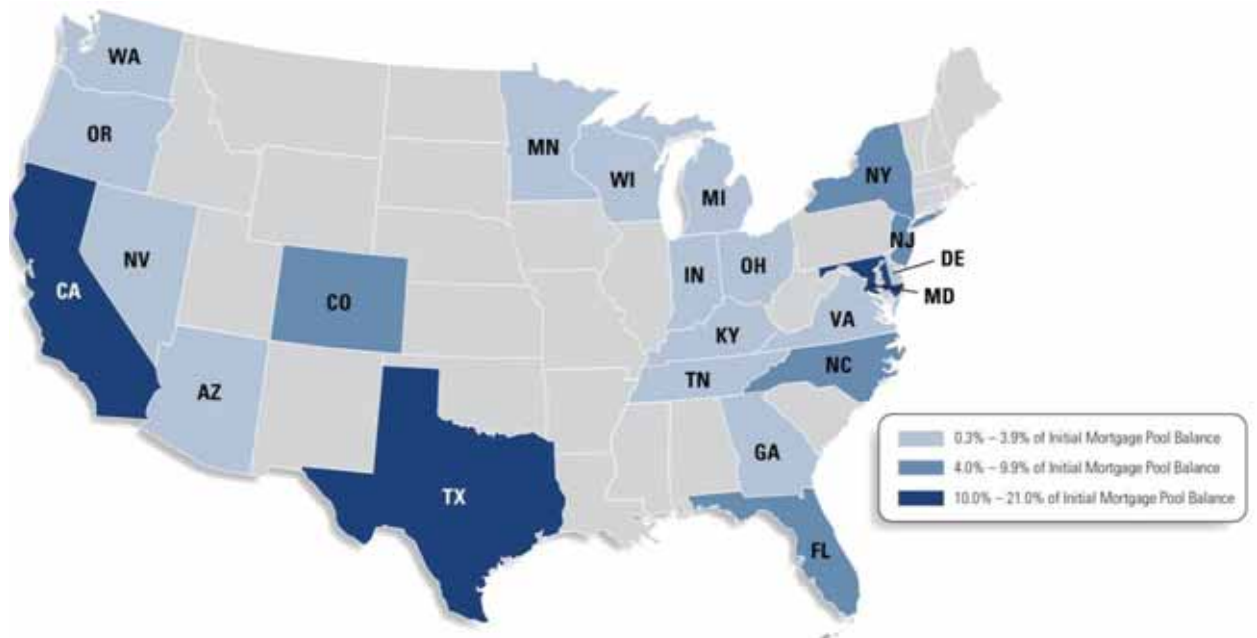 WA
OR
MN
WI
MI
NY
NJ
DE
MD
NV
CA
CO
IN
OH
KY
VA
NC
TN
AZ
TX
GA
FL
0.3% – 3.9% of Initial Mortgage Pool Balance
4.0% – 9.9% of Initial Mortgage Pool Balance
10.0% – 21.0% of Initial Mortgage Pool Balance